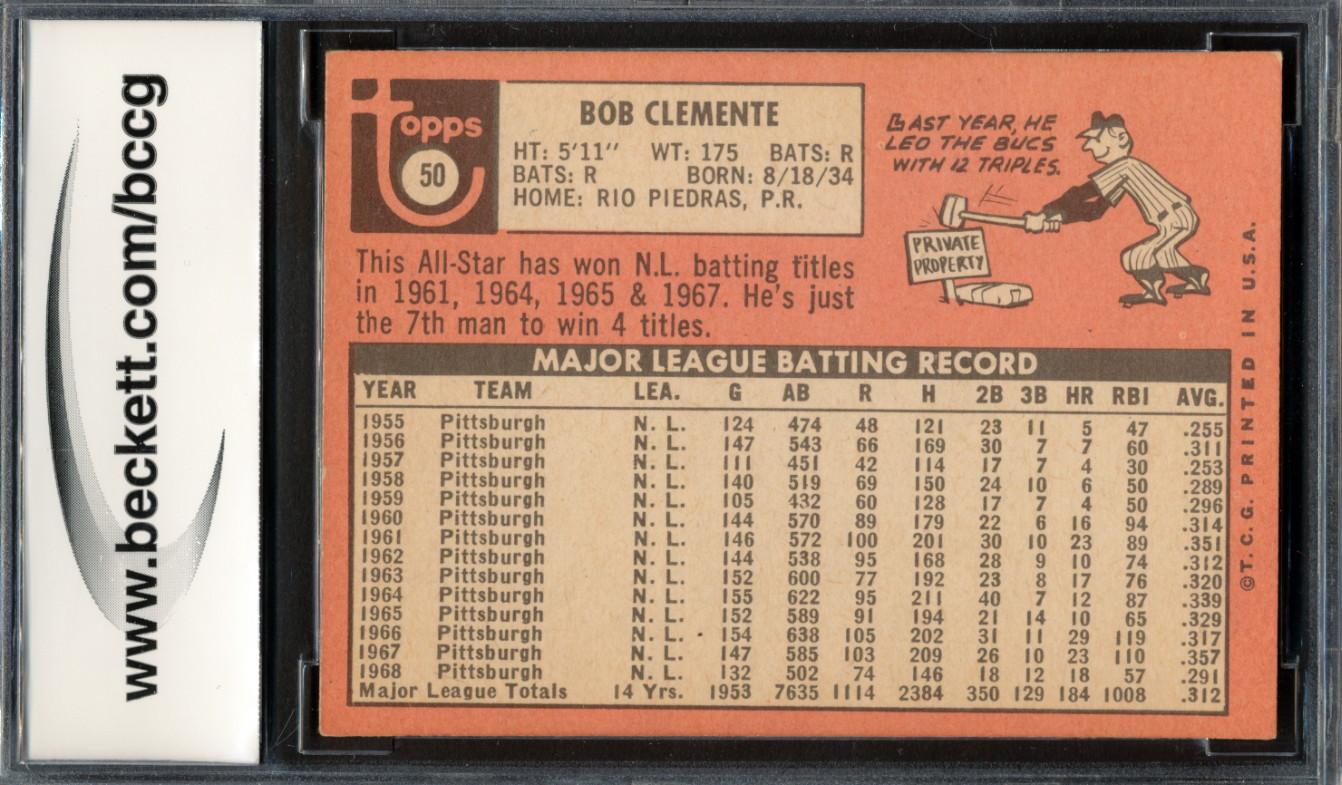 www.beckett.com/bccg
topps
50
BOB CLEMENTE
HT: 5'11" WT: 175 BATS: R
BATS: R BORN: 8/18/34
HOME: RIO PIEDRAS, P.R.
LAST YEAR, HE
LED THE BUCS
WITH 12 TRIPLES.
PRIVATE
PROPERTY
This All-Star has won N.L. batting titles
in 1961, 1964, 1965 & 1967. He's just
the 7th man to win 4 titles.
MAJOR LEAGUE BATTING RECORD
YEAR TEAM LEA. G AB R H 2B 3B HR RBI AVG.
1955 Pittsburgh N. L. 124 474 48 121 23 11 5 47 .255
1956 Pittsburgh N. L. 147 543 66 169 30 7 7 60 .311
1957 Pittsburgh N. L. 111 451 42 114 17 7 4 30 .253
1958 Pittsburgh N. L. 140 519 69 150 24 10 6 50 .289
1959 Pittsburgh N. L. 105 432 60 128 17 7 4 50 .296
1960 Pittsburgh N. L. 144 570 89 179 22 6 16 94 .314
1961 Pittsburgh N. L. 146 572 100 201 30 10 23 89 .351
1962 Pittsburgh N. L. 144 538 95 168 28 9 10 74 .312
1963 Pittsburgh N. L. 152 600 77 192 23 8 17 76 .320
1964 Pittsburgh N. L. 155 622 95 211 40 7 12 87 .339
1965 Pittsburgh N. L. 152 589 91 194 21 14 10 65 .329
1966 Pittsburgh N. L. 154 638 105 202 31 11 29 119 .317
1967 Pittsburgh N. L. 147 585 103 209 26 10 23 110 .357
1968 Pittsburgh N. L. 132 502 74 146 18 12 18 57 .291
Major League Totals 14 Yrs. 1953 7635 1114 2384 350 129 184 1008 .312
©T. C. G. PRINTED IN U.S.A.